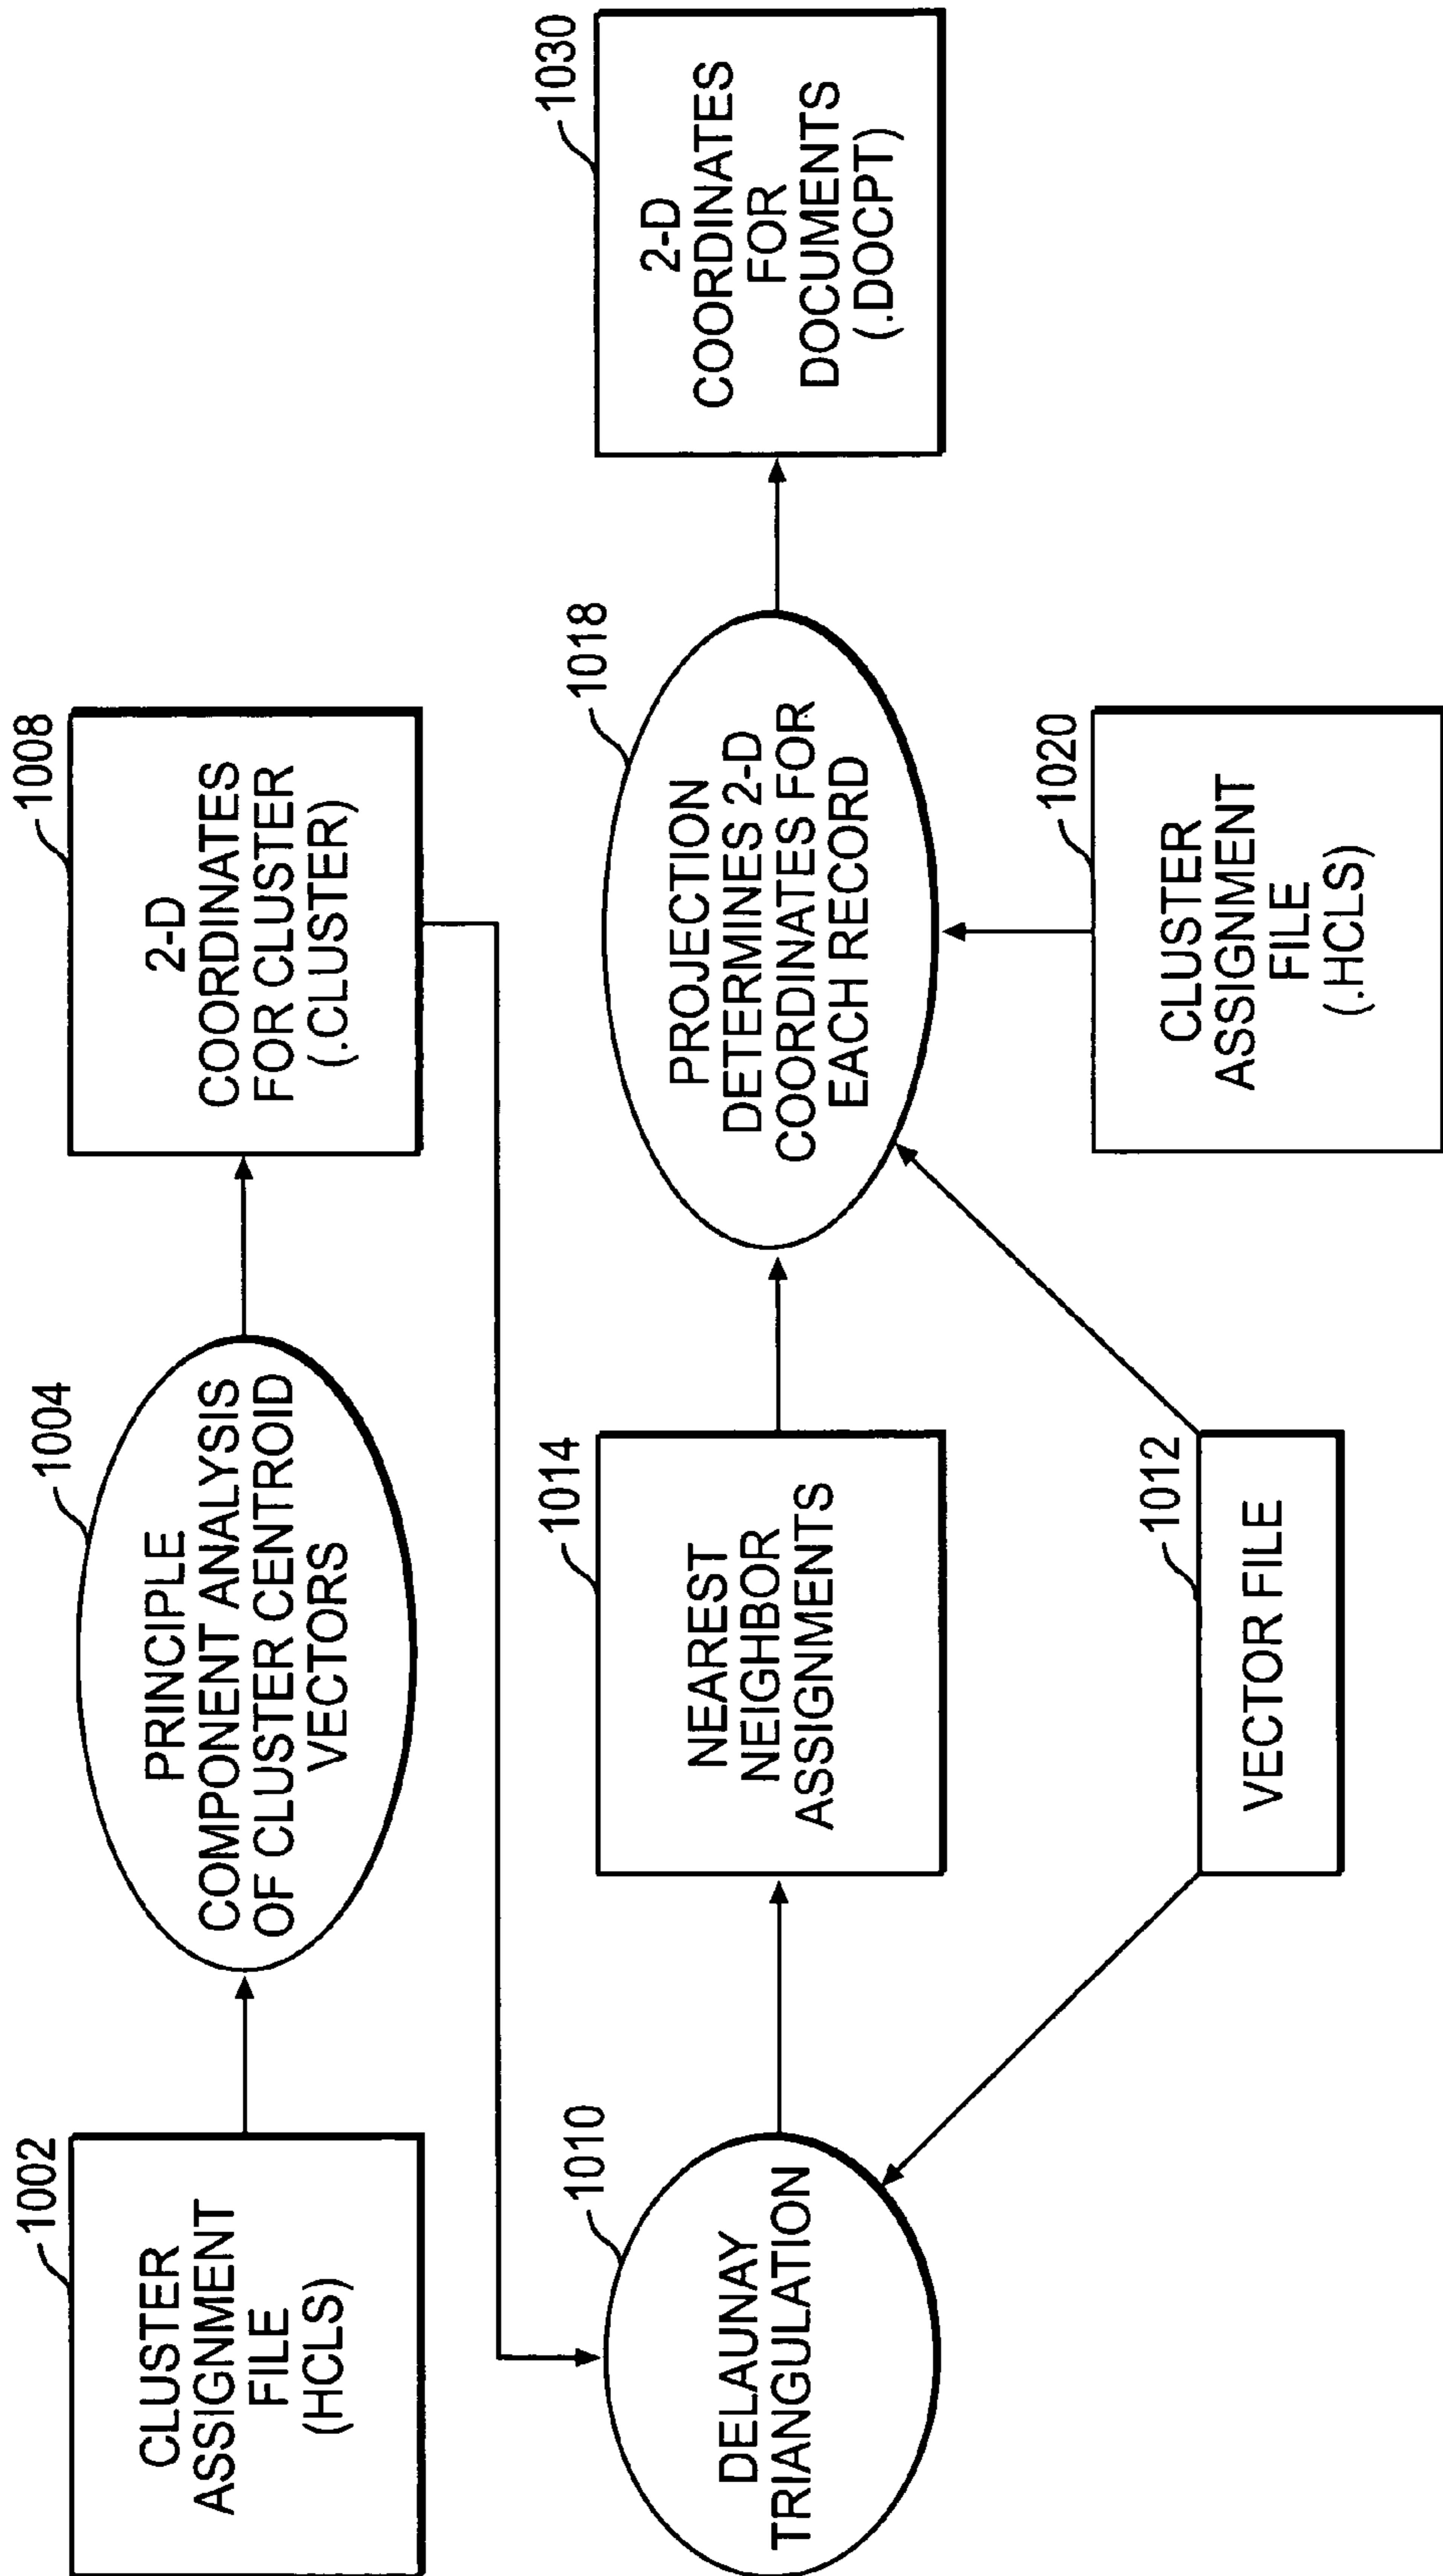 1002
CLUSTER
ASSIGNMENT
FILE
(HCLS)
1004
PRINCIPLE
COMPONENT ANALYSIS
OF CLUSTER CENTROID
VECTORS
1008
2-D
COORDINATES
FOR CLUSTER
(.CLUSTER)
1010
DELAUNAY
TRIANGULATION
1014
NEAREST
NEIGHBOR
ASSIGNMENTS
1018
PROJECTION
DETERMINES 2-D
COORDINATES FOR
EACH RECORD
1030
2-D
COORDINATES
FOR
DOCUMENTS
(.DOCPT)
1012
VECTOR FILE
1020
CLUSTER
ASSIGNMENT
FILE
(.HCLS)